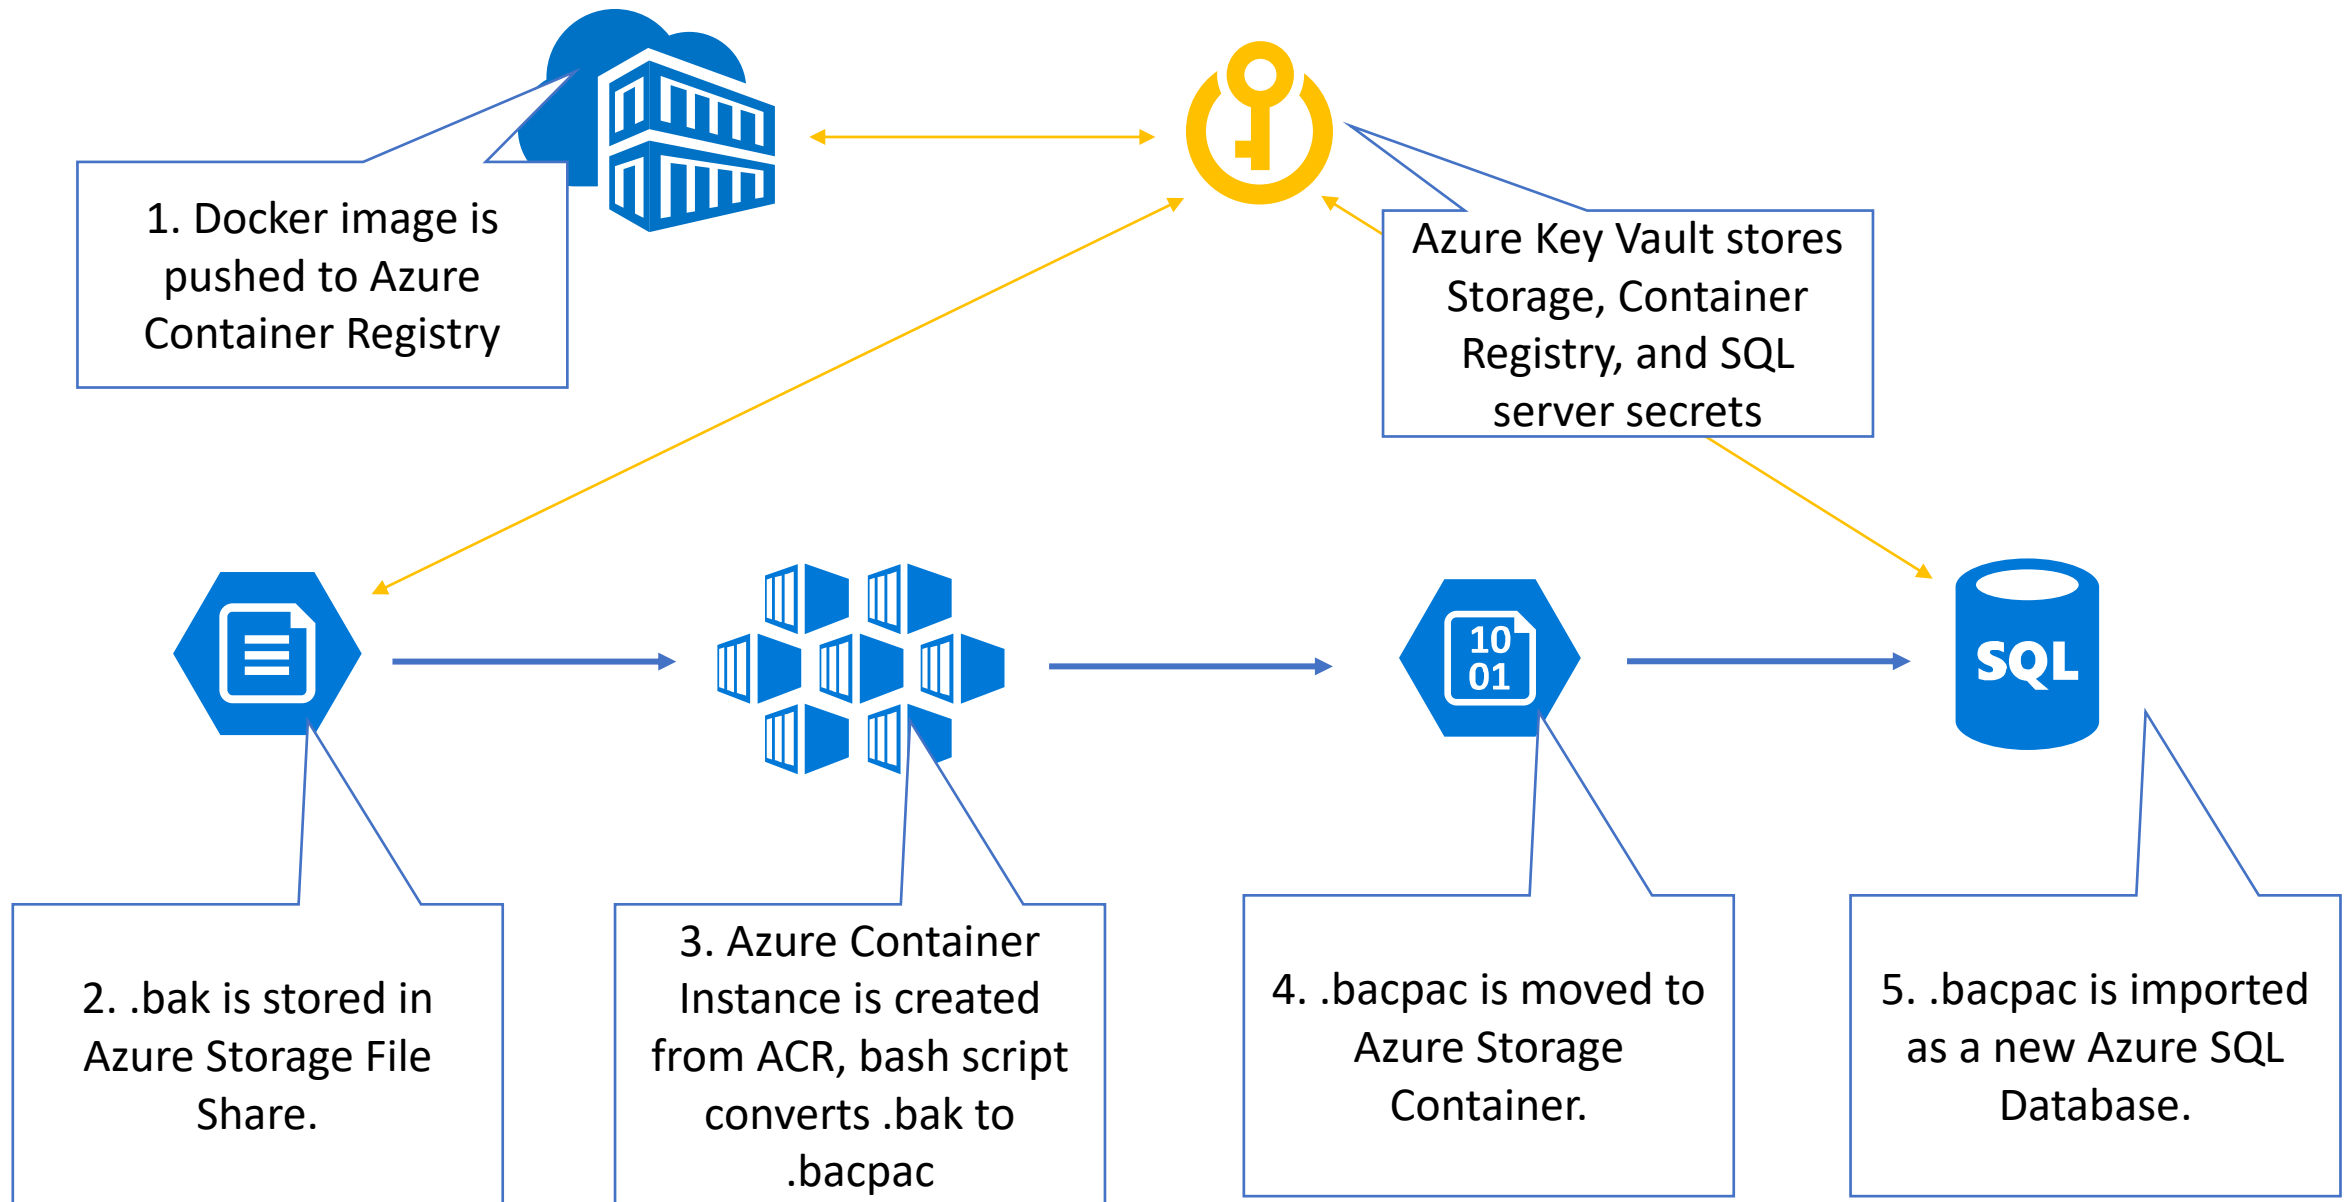 1. Docker image is
pushed to Azure
Container Registry
Azure Key Vault stores
Storage, Container
Registry, and SQL
server secrets
10
01
SQL
2. .bak is stored in
Azure Storage File
Share.
3. Azure Container
Instance is created
from ACR, bash script
converts .bak to
.bacpac
4. .bacpac is moved to
Azure Storage
Container.
5. .bacpac is imported
as a new Azure SQL
Database.